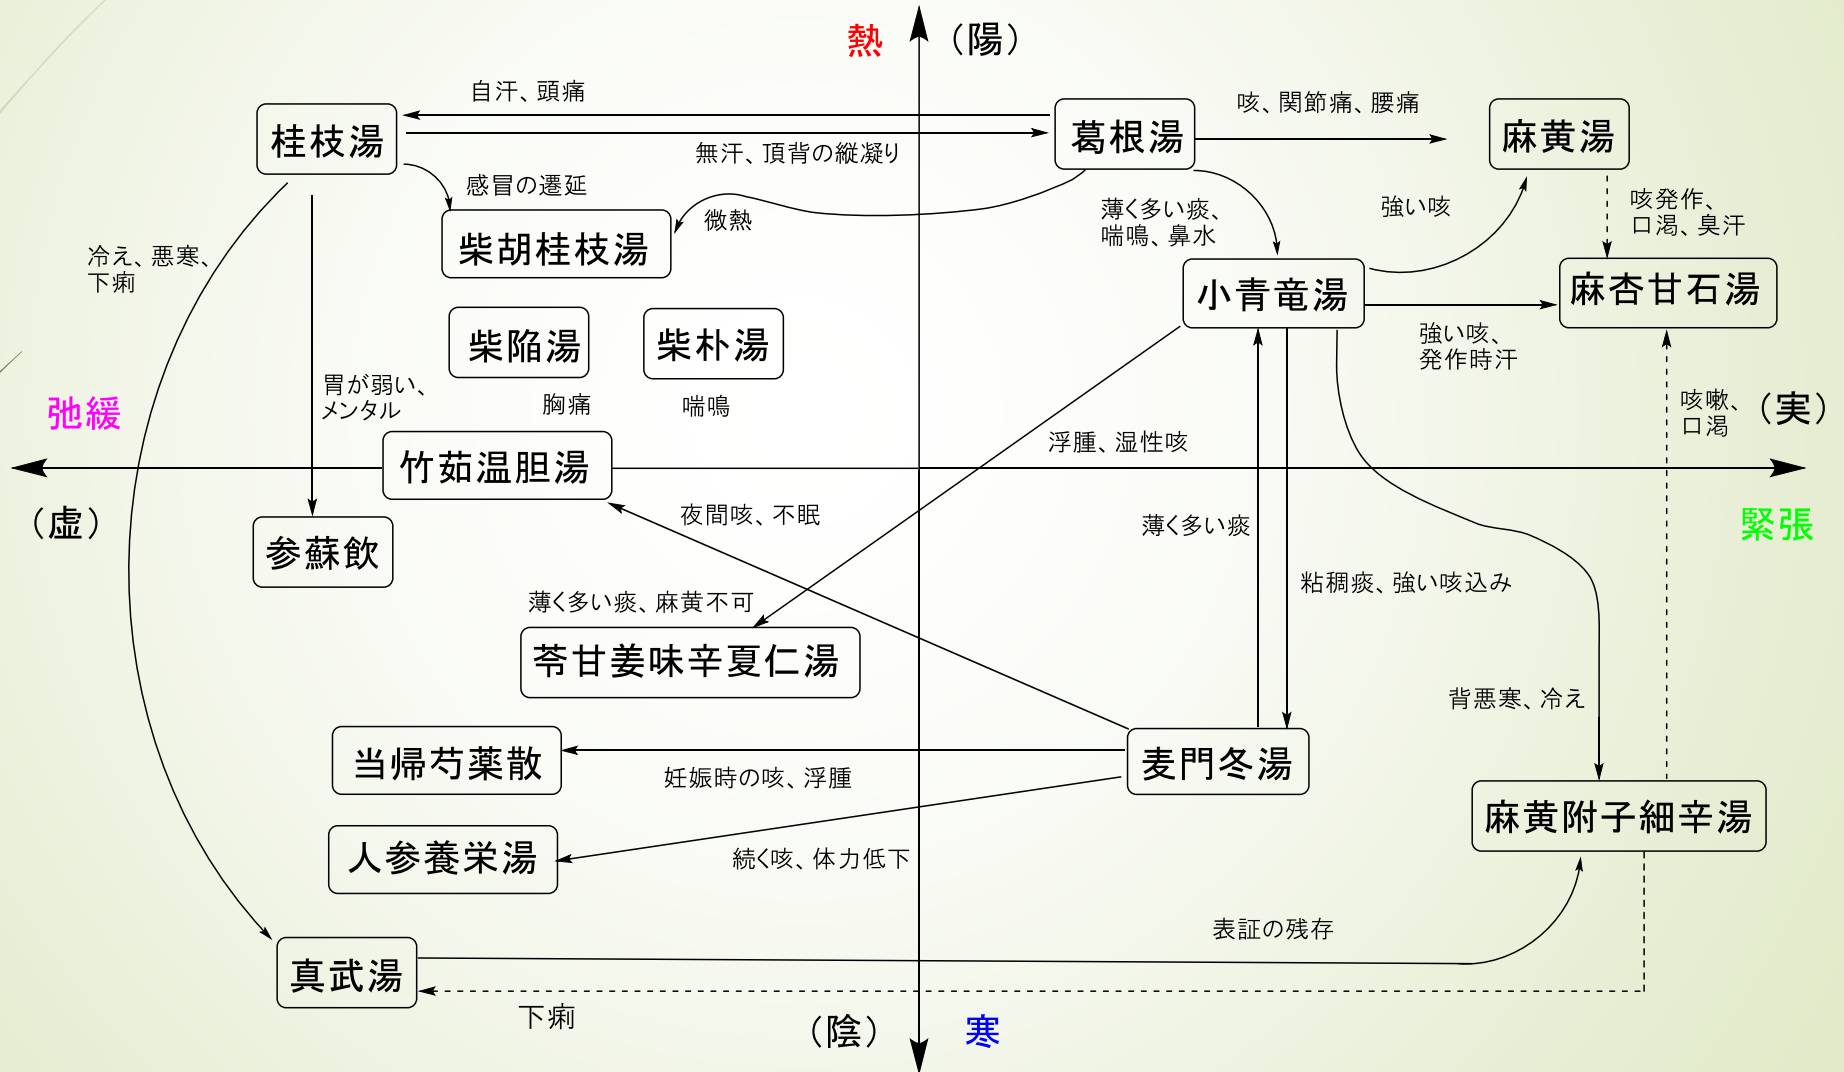 熱
（陽）
自汗、頭痛
桂枝湯
葛根湯
咳、関節痛、腰痛
麻黄湯
無汗、頂背の縦凝り
感冒の遷延
微熱
柴胡桂枝湯
薄く多い痰、
喘鳴、鼻水
強い咳
咳発作、
口渇、臭汗
冷え、悪寒、
下痢
小青竜湯
麻杏甘石湯
柴陥湯
柴朴湯
強い咳、
発作時汗
胸痛
喘鳴
胃が弱い、
メンタル
弛緩
咳嗽、
口渇
（実）
竹茹温胆湯
浮腫、湿性咳
（虚）
夜間咳、不眠
薄く多い痰
緊張
参蘇飲
粘稠痰、強い咳込み
薄く多い痰、麻黄不可
苓甘姜味辛夏仁湯
背悪寒、冷え
当帰芍薬散
麦門冬湯
妊娠時の咳、浮腫
麻黄附子細辛湯
人参養栄湯
続く咳、体力低下
表証の残存
真武湯
下痢
（陰）
寒